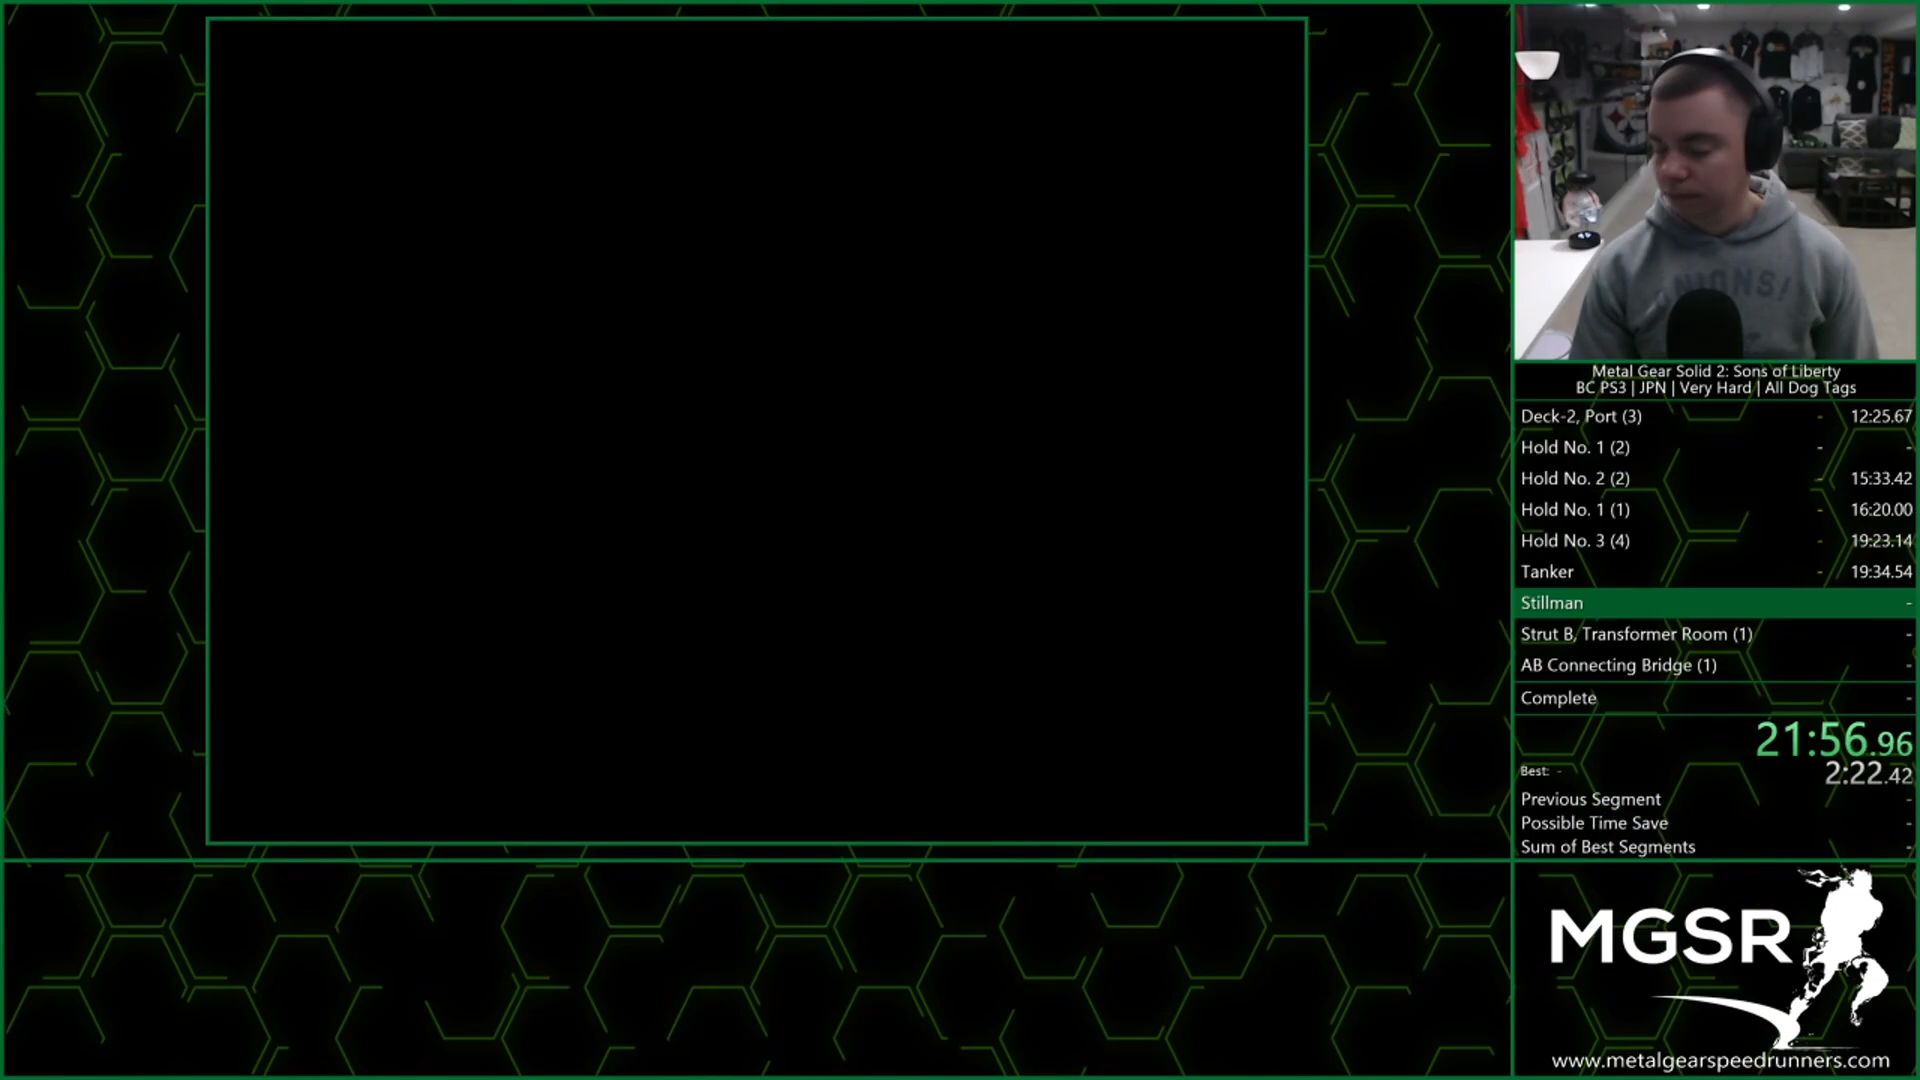 Metal Gear Solid 2: Sons of Liberty
BC PS3 | JPN | Very Hard | All Dog Tags
Deck-2, Port (3) - 12:25.67
Hold No. 1 (2) - -
Hold No. 2 (2) - 15:33.42
Hold No. 1 (1) - 16:20.00
Hold No. 3 (4) - 19:23.14
Tanker - 19:34.54
Stillman -
Strut B, Transformer Room (1) -
AB Connecting Bridge (1) -
Complete -
21:56.96
Best: - 2:22.42
Previous Segment -
Possible Time Save -
Sum of Best Segments -
MGSR
www.metalgearspeedrunners.com